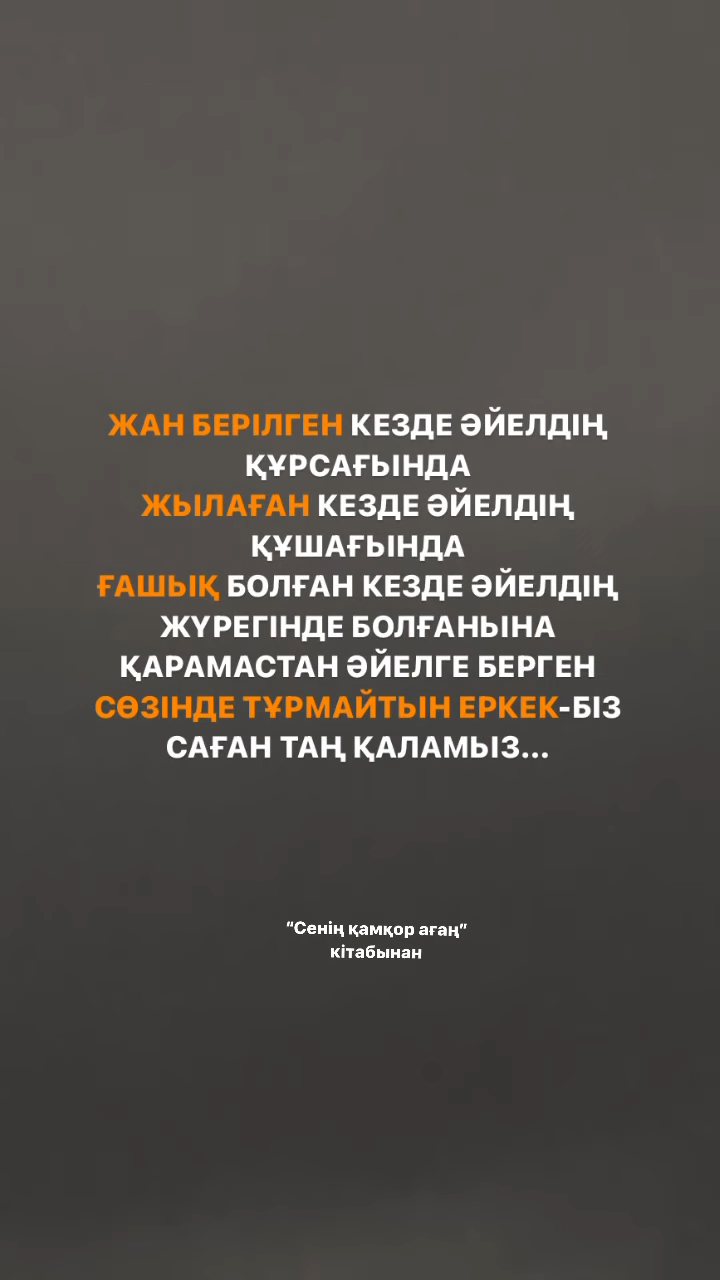 ЖАН БЕРІЛГЕН КЕЗДЕ ӘЙЕЛДІҢ
ҚҰРСАҒЫНДА
ЖЫЛАҒАН КЕЗДЕ ӘЙЕЛДІҢ
ҚҰШАҒЫНДА
ҒАШЫҚ БОЛҒАН КЕЗДЕ ӘЙЕЛДІҢ
ЖҮРЕГІНДЕ БОЛҒАНЫНА
ҚАРАМАСТАН ӘЙЕЛГЕ БЕРГЕН
СӨЗІНДЕ ТҰРМАЙТЫН ЕРКЕК-БІЗ
САҒАН ТАҢ ҚАЛАМЫЗ...
"Сенің қамқор ағаң"
кітабынан